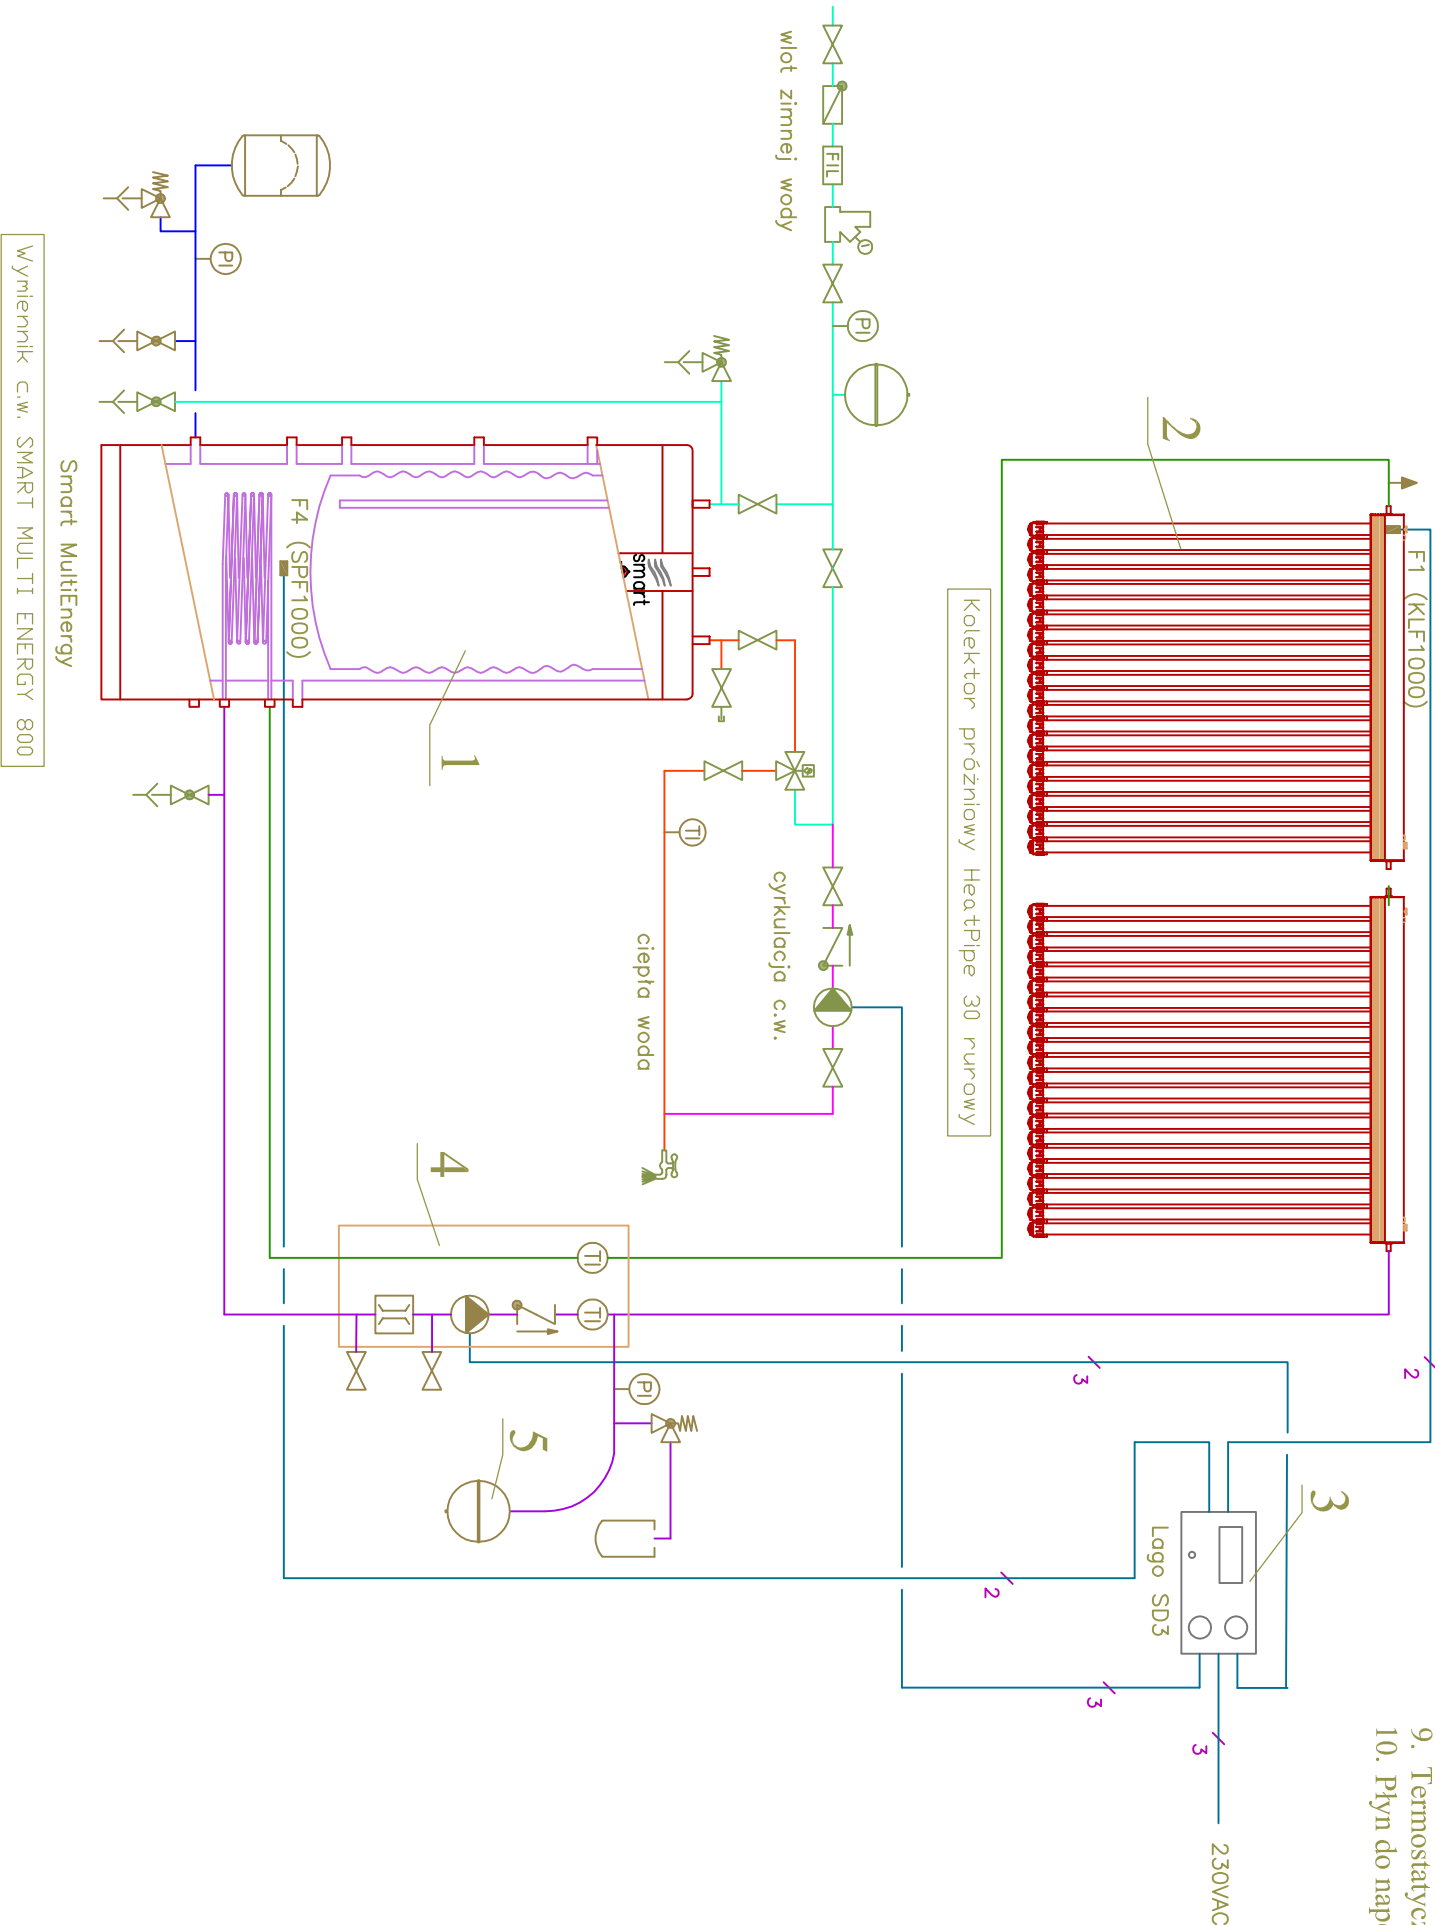 2
F1 (KLF1000)
9. Termostatycz
10. Płyn do nap
wlot zimnej wody
FIL
PI
Kolektor próżniowy HeatPipe 30 rurowy
2
3
3
Lago SD3
2
3
3
230VAC
cyrkulacja c.w.
ciepła woda
TI
smart
1
F4 (SPF1000)
PI
4
TI
TI
PI
5
Smart MultiEnergy
Wymiennik c.w. SMART MULTI ENERGY 800